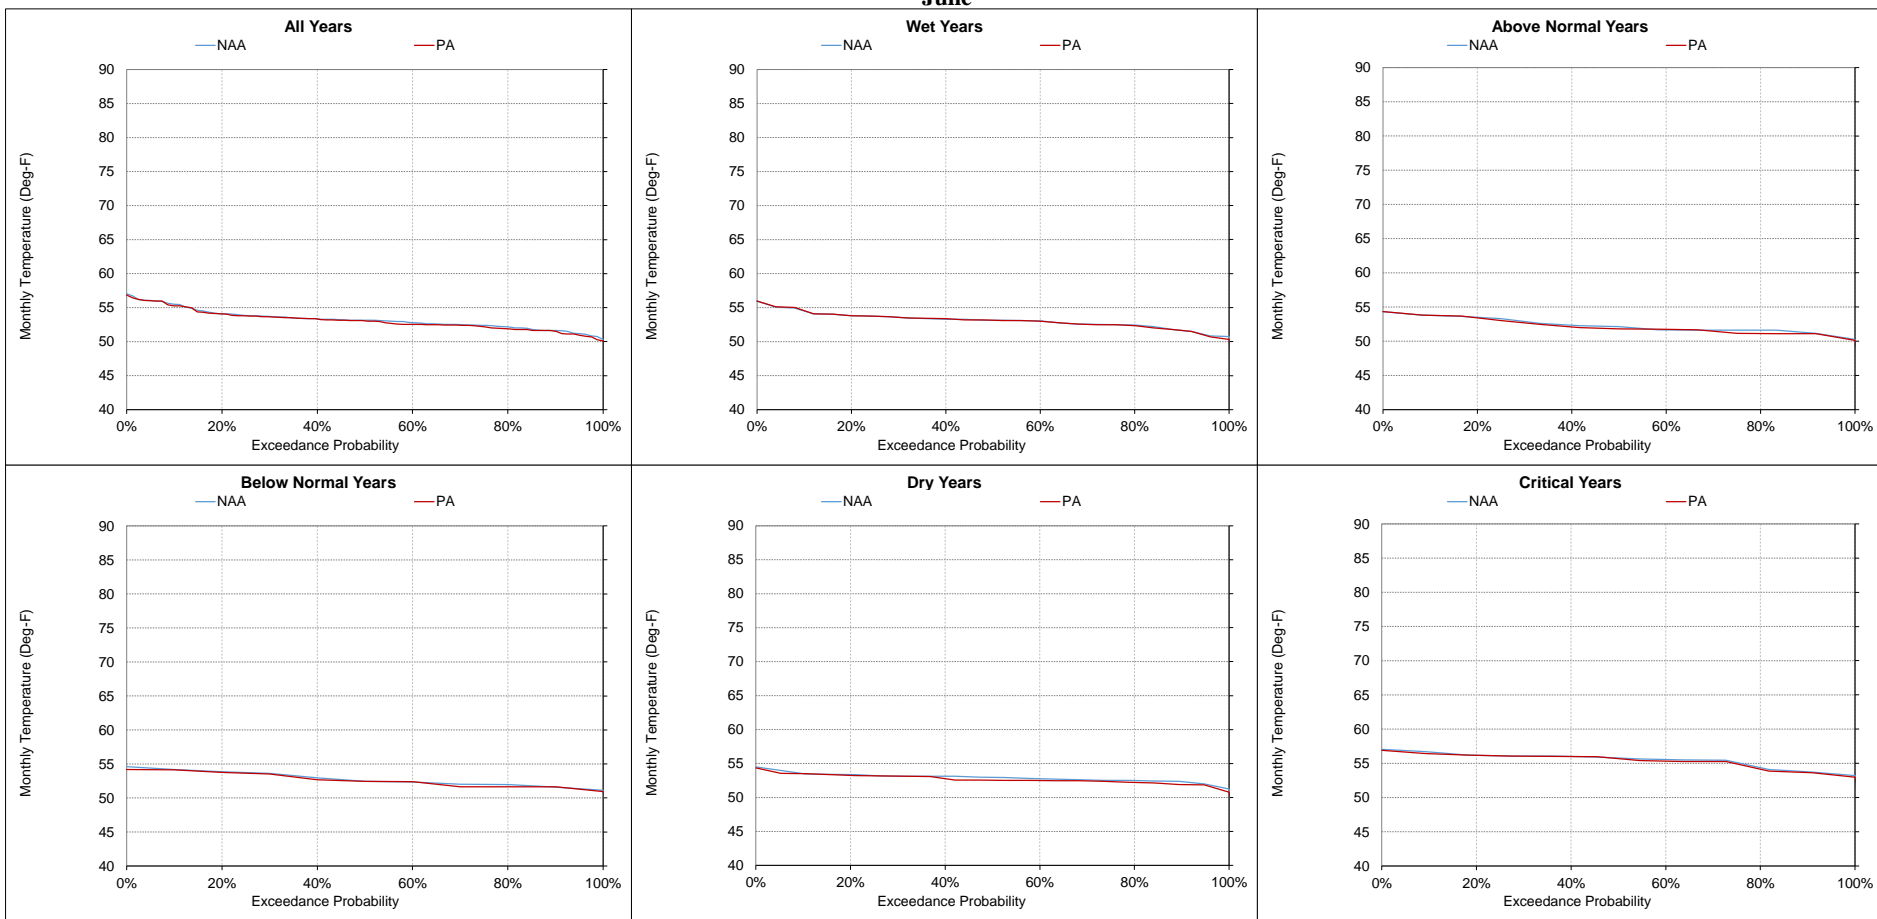 June
All Years
NAA PA
90
85
80
75
70
65
60
55
50
45
40
Monthly Temperature (Deg-F)
0% 20% 40% 60% 80% 100%
Exceedance Probability
Wet Years
NAA PA
90
85
80
75
70
65
60
55
50
45
40
Monthly Temperature (Deg-F)
0% 20% 40% 60% 80% 100%
Exceedance Probability
Above Normal Years
NAA PA
90
85
80
75
70
65
60
55
50
45
40
Monthly Temperature (Deg-F)
0% 20% 40% 60% 80% 100%
Exceedance Probability
Below Normal Years
NAA PA
90
85
80
75
70
65
60
55
50
45
40
Monthly Temperature (Deg-F)
0% 20% 40% 60% 80% 100%
Exceedance Probability
Dry Years
NAA PA
90
85
80
75
70
65
60
55
50
45
40
Monthly Temperature (Deg-F)
0% 20% 40% 60% 80% 100%
Exceedance Probability
Critical Years
NAA PA
90
85
80
75
70
65
60
55
50
45
40
Monthly Temperature (Deg-F)
0% 20% 40% 60% 80% 100%
Exceedance Probability